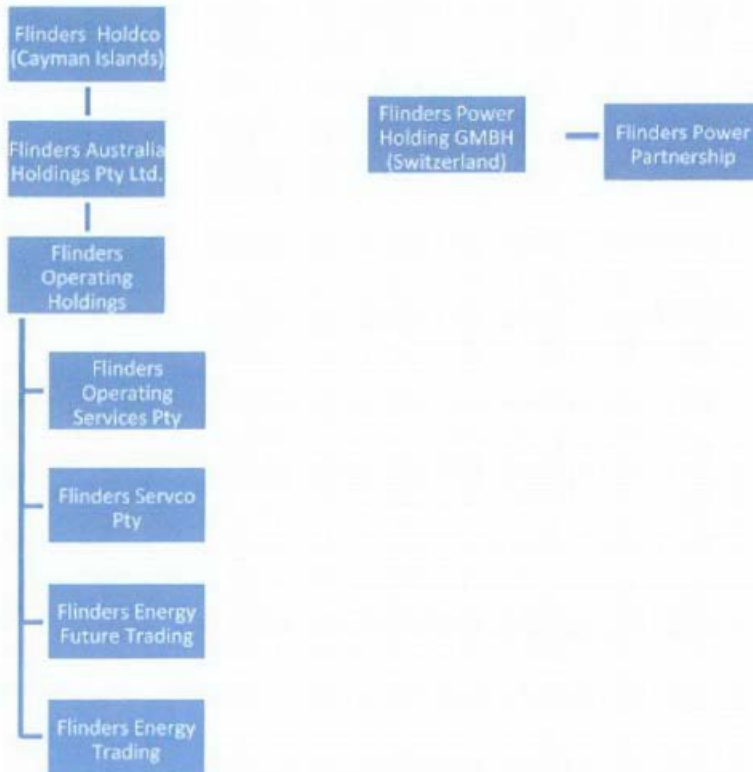 Flinders Holdco
(Cayman Islands)
Flinders Australia
Holdings Pty Ltd.
Flinders
Operating
Holdings
Flinders
Operating
Services Pty
Flinders Servco
Pty
Flinders Energy
Future Trading
Flinders Energy
Trading
Flinders Power
Holding GMBH
(Switzerland)
Flinders Power
Partnership